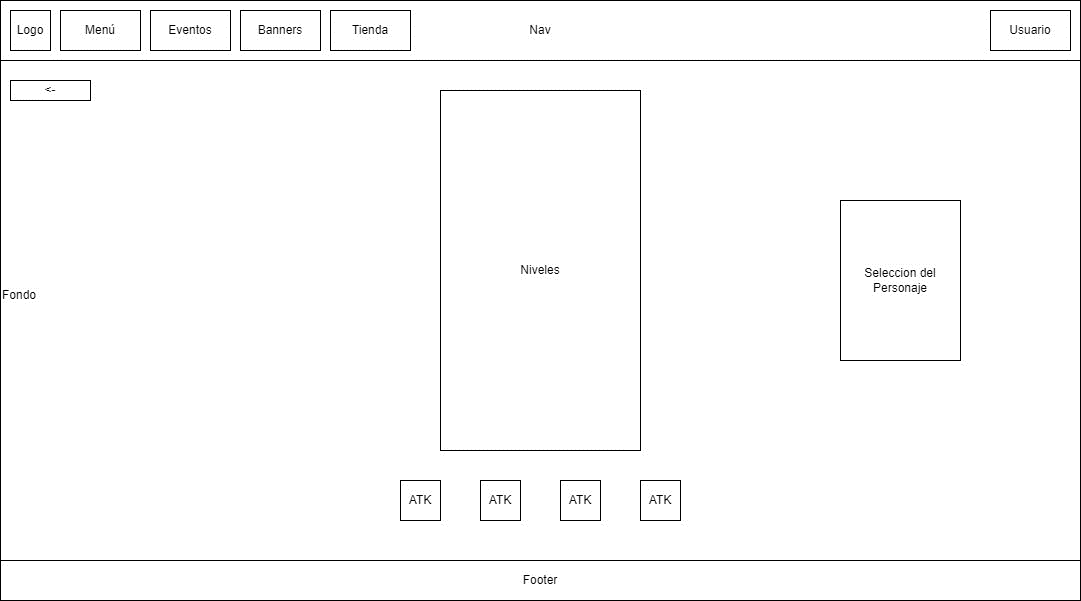 Logo
Menú
Eventos
Banners
Tienda
Nav
Usuario
<-
Niveles
Seleccion del
Personaje
Fondo
ATK
ATK
ATK
ATK
Footer